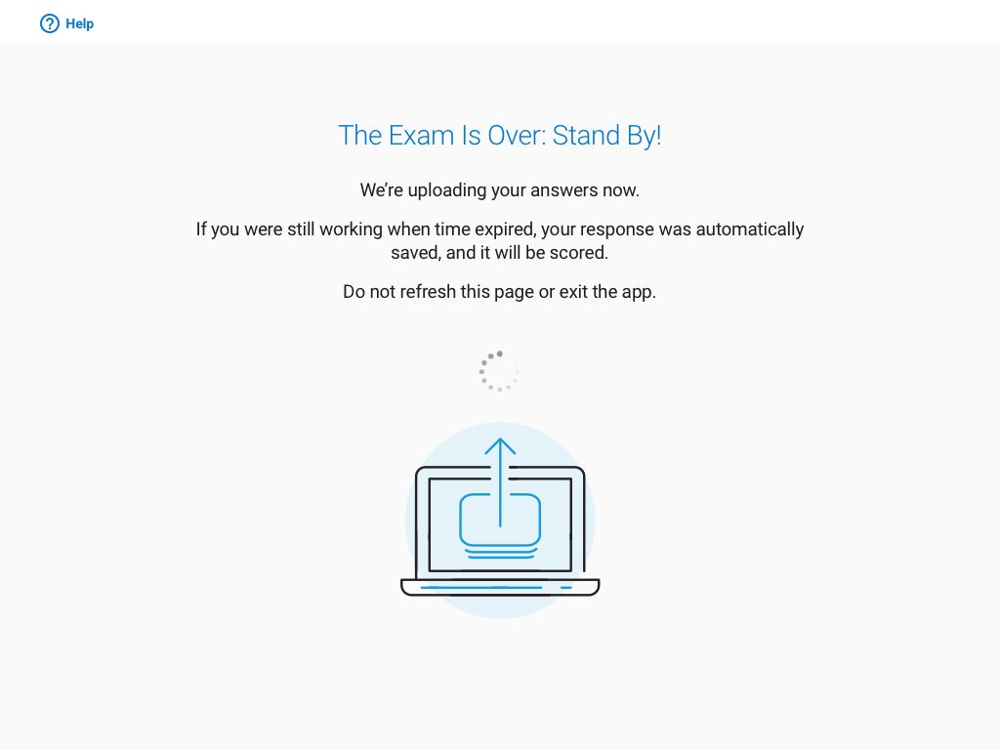 Help
The Exam Is Over: Stand By!
We’re uploading your answers now.
If you were still working when time expired, your response was automatically
saved, and it will be scored.
Do not refresh this page or exit the app.